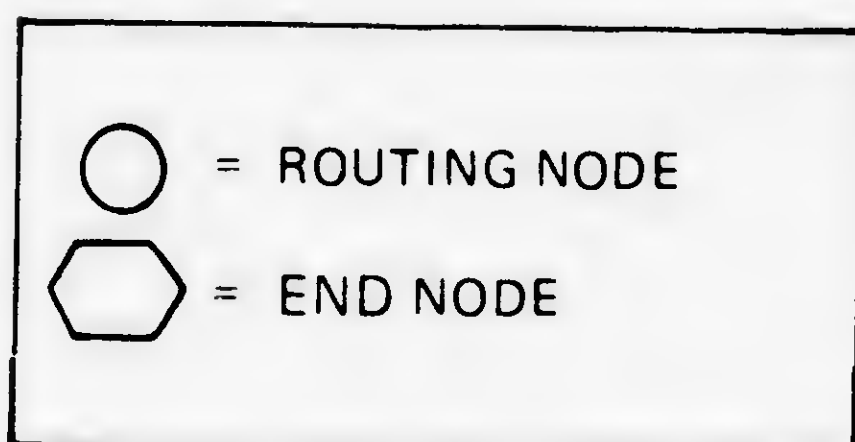 = ROUTING NODE
= END NODE